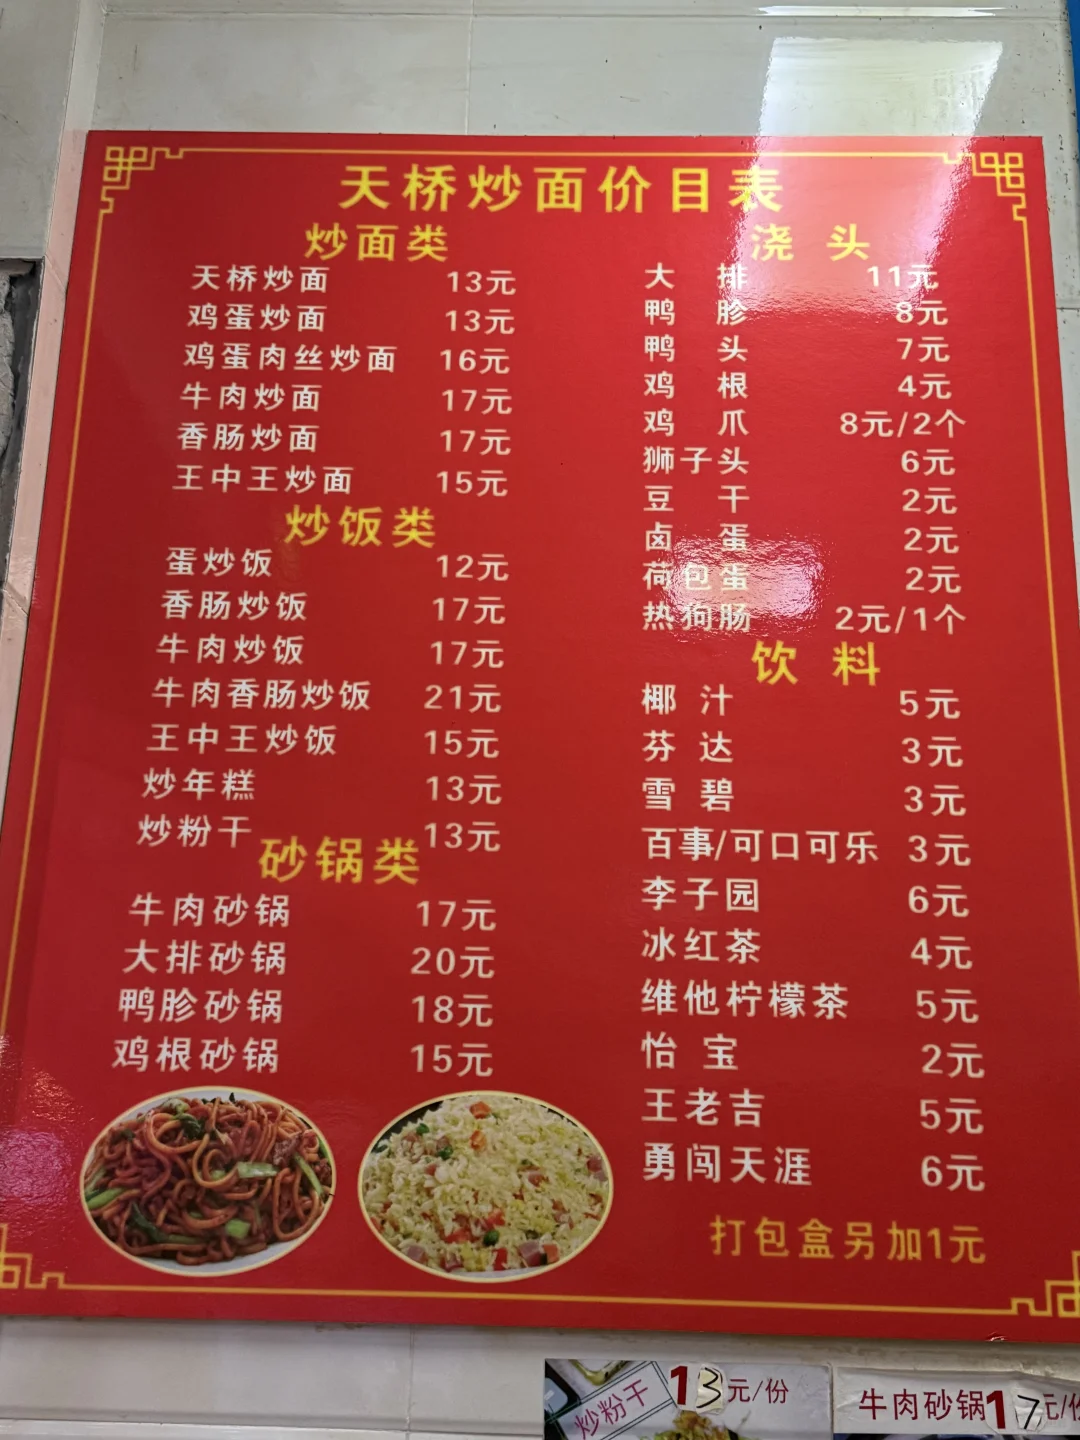 天桥炒面价目表
炒面类
天桥炒面 13元
鸡蛋炒面 13元
鸡蛋肉丝炒面 16元
牛肉炒面 17元
香肠炒面 17元
王中王炒面 15元
炒饭类
蛋炒饭 12元
香肠炒饭 17元
牛肉炒饭 17元
牛肉香肠炒饭 21元
王中王炒饭 15元
炒年糕 13元
炒粉干 13元
砂锅类
牛肉砂锅 17元
大排砂锅 20元
鸭胗砂锅 18元
鸡根砂锅 15元
浇头
大排 11元
鸭胗 8元
鸭头 7元
鸡根 4元
鸡爪 8元/2个
狮子头 6元
豆干 2元
卤蛋 2元
荷包蛋 2元
热狗肠 2元/1个
饮料
椰汁 5元
芬达 3元
雪碧 3元
百事/可口可乐 3元
李子园 6元
冰红茶 4元
维他柠檬茶 5元
怡宝 2元
王老吉 5元
勇闯天涯 6元
打包盒另加1元
炒粉干 13元/份
牛肉砂锅17元/份